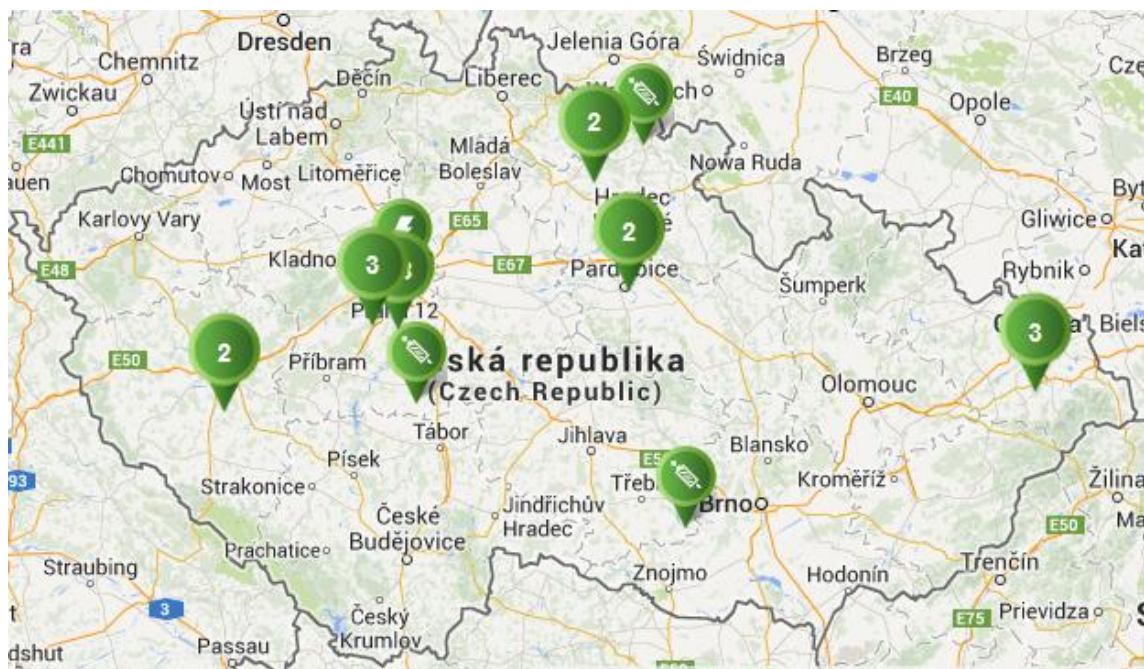 Dresden
Jelenia Góra
Świdnica
Brzeg
Chemnitz
Děčín
Liberec
Zwickau
E40
Opole
Ústí nad
Labem
E441
Mladá
Boleslav
Nowa Ruda
Chomutov
Most
Litoměřice
2
Karlovy Vary
E65
2
Gliwice
Kladno
E48
3
E67
Pardubice
Šumperk
Rybnik
12
2
E50
Příbram
3
ská republika
(Czech Republic)
Olomouc
Tábor
Jihlava
Blansko
Písek
93
Strakonice
Kroměříž
Žilina
Jindřichův
Hradec
Brno
České
Budějovice
E50
Prachatice
Trenčín
Straubing
Znojmo
Hodonín
3
Český
Krumlov
E75
Prievidza
Passau